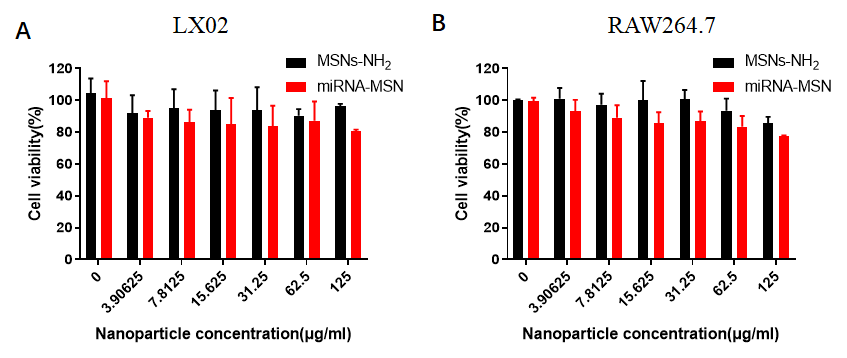 A
LX02
MSNs-NH2
miRNA-MSN
120
100
80
60
40
20
0
Cell viability(%)
0
3.90625
7.8125
15.625
31.25
62.5
125
Nanoparticle concentration(μg/ml)
B
RAW264.7
MSNs-NH2
miRNA-MSN
120
100
80
60
40
20
0
Cell viability(%)
0
3.90625
7.8125
15.625
31.25
62.5
125
Nanoparticle concentration(μg/ml)